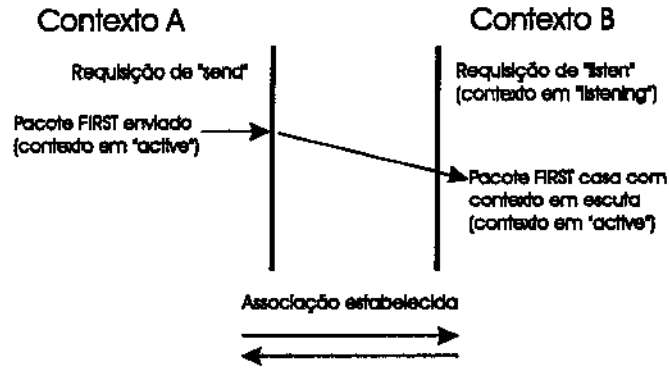 Contexto A
Contexto B
Requisição de "send"
Requisição de "listen"
(contexto em "listening")
Pacote FIRST enviado
(contexto em "active")
Pacote FIRST casa com
contexto em escuta
(contexto em "active")
Associação estabelecida